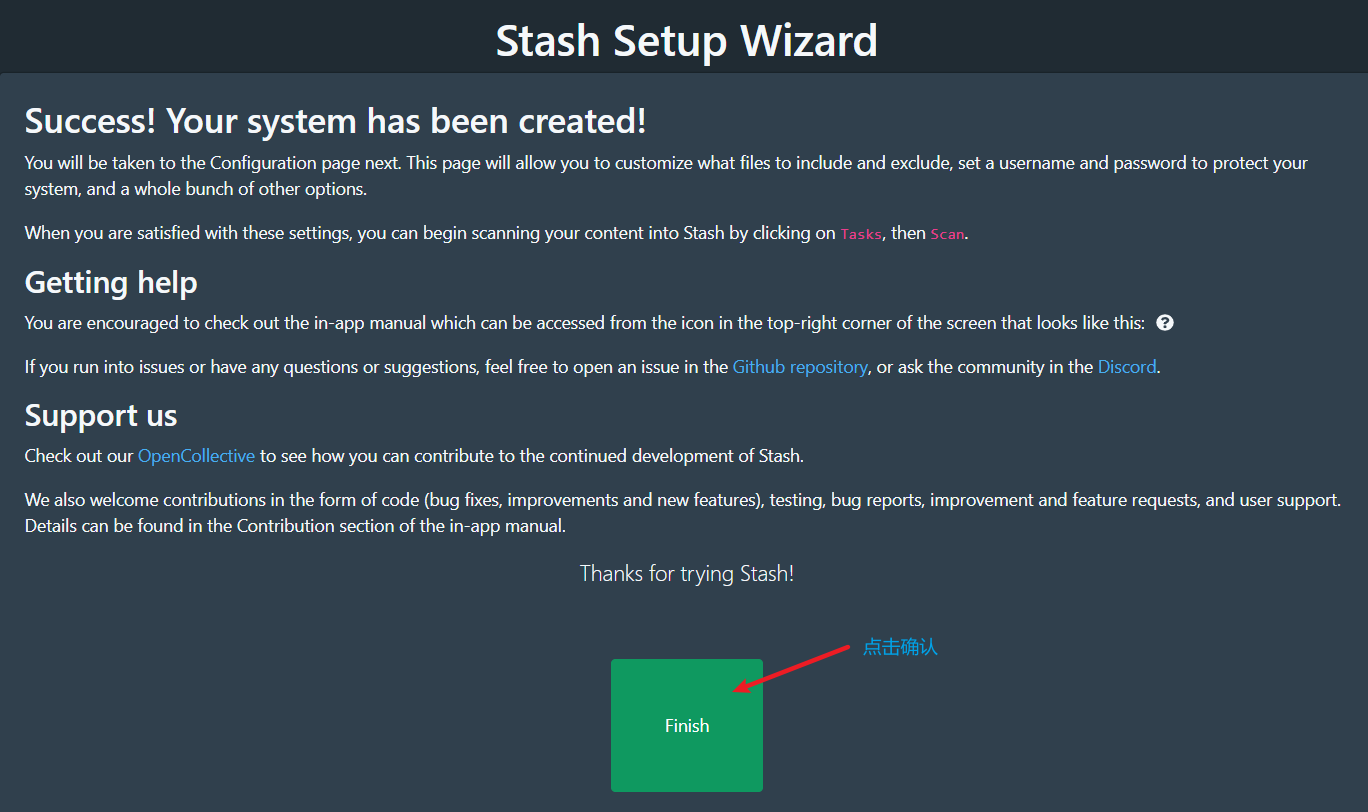 Stash Setup Wizard
Success! Your system has been created!
You will be taken to the Configuration page next. This page will allow you to customize what files to include and exclude, set a username and password to protect your
system, and a whole bunch of other options.
When you are satisfied with these settings, you can begin scanning your content into Stash by clicking on Tasks, then Scan.
Getting help
You are encouraged to check out the in-app manual which can be accessed from the icon in the top-right corner of the screen that looks like this:
If you run into issues or have any questions or suggestions, feel free to open an issue in the Github repository, or ask the community in the Discord.
Support us
Check out our OpenCollective to see how you can contribute to the continued development of Stash.
We also welcome contributions in the form of code (bug fixes, improvements and new features), testing, bug reports, improvement and feature requests, and user support.
Details can be found in the Contribution section of the in-app manual.
Thanks for trying Stash!
点击确认
Finish